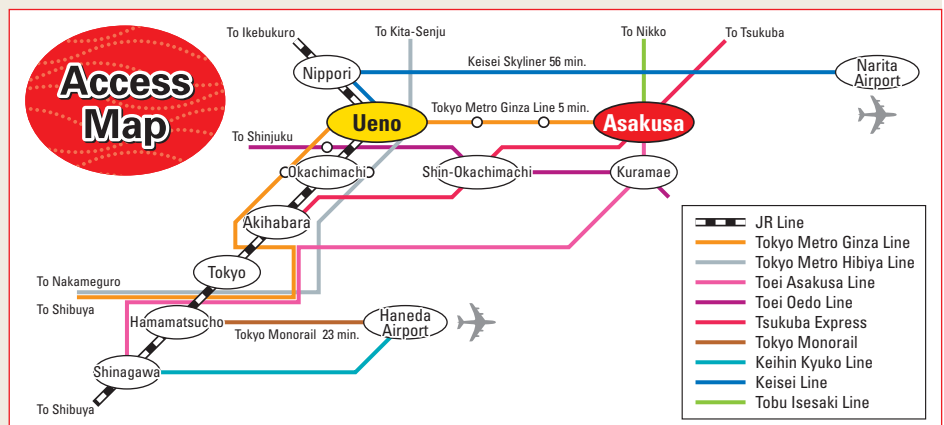 Access
Map
To Ikebukuro
To Kita-Senju
To Nikko
To Tsukuba
Nippori
Keisei Skyliner 56 min.
Narita
Airport
Ueno
Tokyo Metro Ginza Line 5 min.
Asakusa
To Shinjuku
Okachimachi
Shin-Okachimachi
Kuramae
Akihabara
Tokyo
To Nakameguro
To Shibuya
Hamamatsucho
Tokyo Monorail 23 min.
Haneda
Airport
Shinagawa
To Shibuya
JR Line
Tokyo Metro Ginza Line
Tokyo Metro Hibiya Line
Toei Asakusa Line
Toei Oedo Line
Tsukuba Express
Tokyo Monorail
Keihin Kyuko Line
Keisei Line
Tobu Isesaki Line